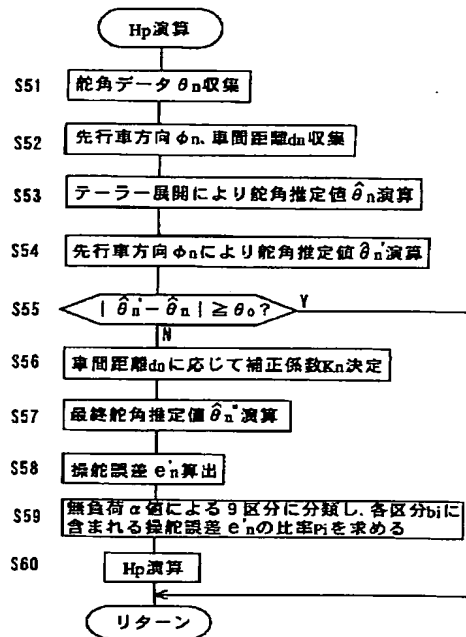 Hp演算
S51 舵角データθn収集
S52 先行車方向φn、車間距離dn収集
S53 テーラー展開により舵角推定値θ̂n演算
S54 先行車方向φnにより舵角推定値θ̂n'演算
S55 |θ̂n'-θ̂n|≧θ₀? Y
N
S56 車間距離dnに応じて補正係数Kn決定
S57 最終舵角推定値θ̂n"演算
S58 操舵誤差e'n算出
S59 無負荷α値による9区分に分類し、各区分biに
含まれる操舵誤差e'nの比率Piを求める
S60 Hp演算
リターン